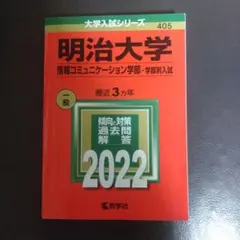 大学入試シリーズ
405
明治大学
情報コミュニケーション学部-学部別入試
最近3カ年
一般
傾向と対策
過去問
解答
2022
教学社